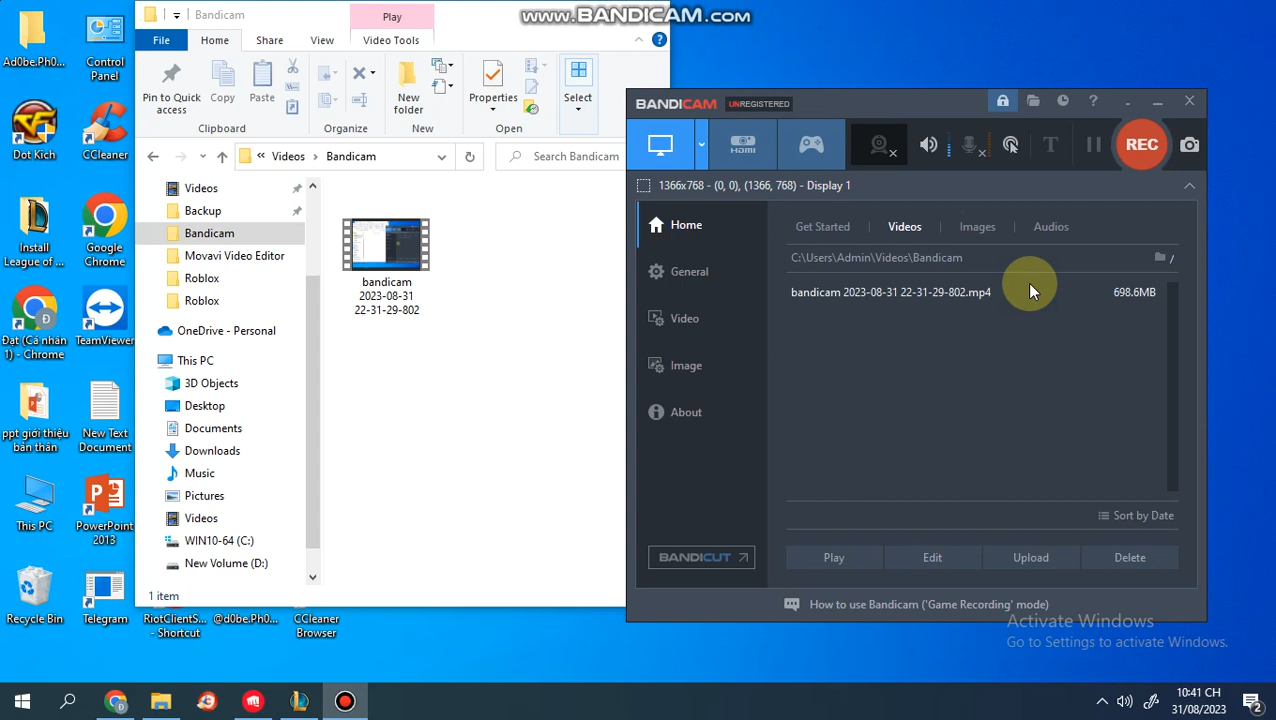 Ad0be.Ph0...
Control
Panel
Dot Kich
CCleaner
Install
League of ...
Google
Chrome
Đat (Cá nhân
1) - Chrome
TeamViewer
ppt giới thiệu
bản thân
New Text
Document
This PC
PowerPoint
2013
Recycle Bin
Telegram
RiotClientS...
- Shortcut
@d0be.Ph0...
CCleaner
Browser
Bandicam
Play
www.BANDICAM.com
File
Home
Share
View
Video Tools
Pin to Quick
access
Copy
Paste
New
folder
Properties
Select
Clipboard
Organize
New
Open
Videos
Bandicam
Search Bandicam
Videos
Backup
Bandicam
Movavi Video Editor
Roblox
Roblox
OneDrive - Personal
This PC
3D Objects
Desktop
Documents
Downloads
Music
Pictures
Videos
WIN10-64 (C:)
New Volume (D:)
bandicam
2023-08-31
22-31-29-802
1 item
BANDICAM UNREGISTERED
HDMI
REC
1366x768 - (0, 0), (1366, 768) - Display 1
Home
General
Video
Image
About
BANDICUT
Get Started
Videos
Images
Audios
C:\Users\Admin\Videos\Bandicam
bandicam 2023-08-31 22-31-29-802.mp4
698.6MB
Sort by Date
Play
Edit
Upload
Delete
How to use Bandicam ('Game Recording' mode)
Activate Windows
Go to Settings to activate Windows.
10:41 CH
31/08/2023
2